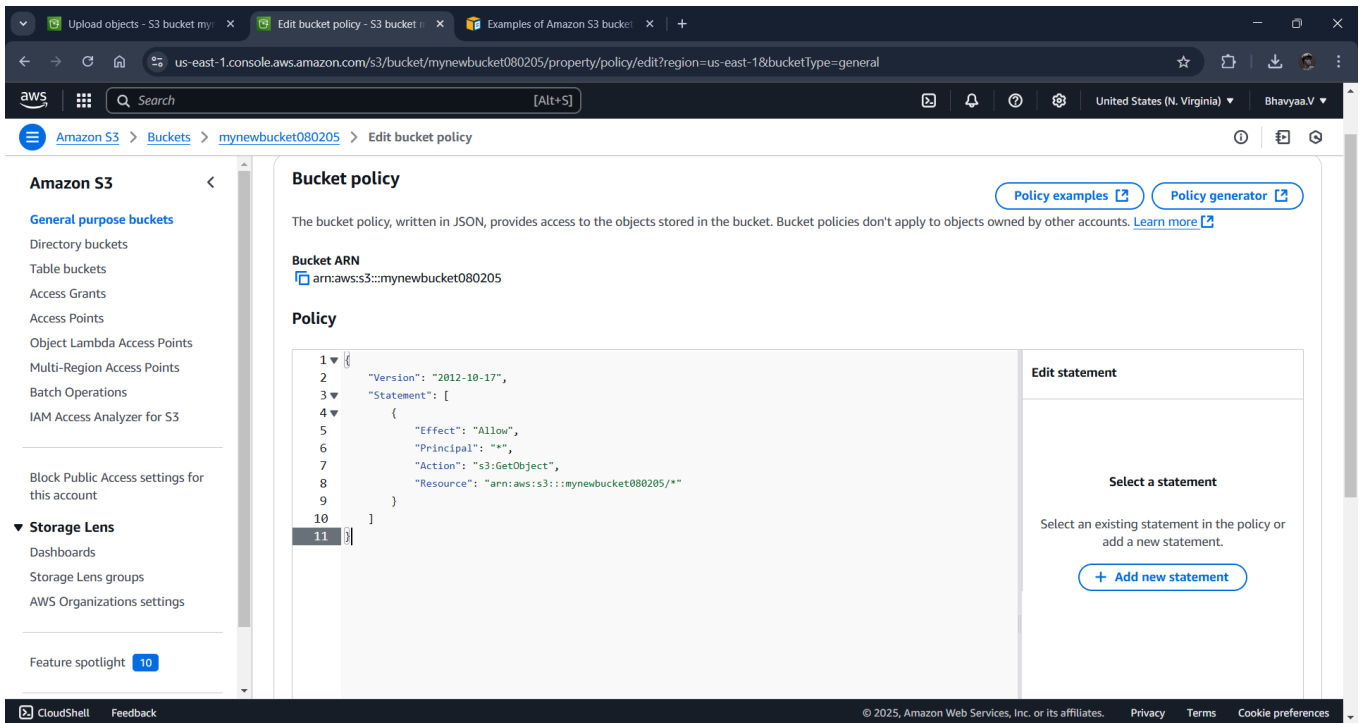 Upload objects - S3 bucket my
Edit bucket policy - S3 bucket m
Examples of Amazon S3 bucket
us-east-1.console.aws.amazon.com/s3/bucket/mynewbucket080205/property/policy/edit?region=us-east-1&bucketType=general
aws
Search
[Alt+S]
United States (N. Virginia) ▼
Bhavyaa.V ▼
Amazon S3 > Buckets > mynewbucket080205 > Edit bucket policy
Amazon S3
General purpose buckets
Directory buckets
Table buckets
Access Grants
Access Points
Object Lambda Access Points
Multi-Region Access Points
Batch Operations
IAM Access Analyzer for S3
Block Public Access settings for
this account
▼ Storage Lens
Dashboards
Storage Lens groups
AWS Organizations settings
Feature spotlight 10
Bucket policy
Policy examples
Policy generator
The bucket policy, written in JSON, provides access to the objects stored in the bucket. Bucket policies don't apply to objects owned by other accounts. Learn more
Bucket ARN
arn:aws:s3:::mynewbucket080205
Policy
1 ▼ {
2     "Version": "2012-10-17",
3 ▼     "Statement": [
4 ▼         {
5             "Effect": "Allow",
6             "Principal": "*",
7             "Action": "s3:GetObject",
8             "Resource": "arn:aws:s3:::mynewbucket080205/*"
9         }
10     ]
11 }
Edit statement
Select a statement
Select an existing statement in the policy or
add a new statement.
+ Add new statement
CloudShell
Feedback
© 2025, Amazon Web Services, Inc. or its affiliates.
Privacy
Terms
Cookie preferences